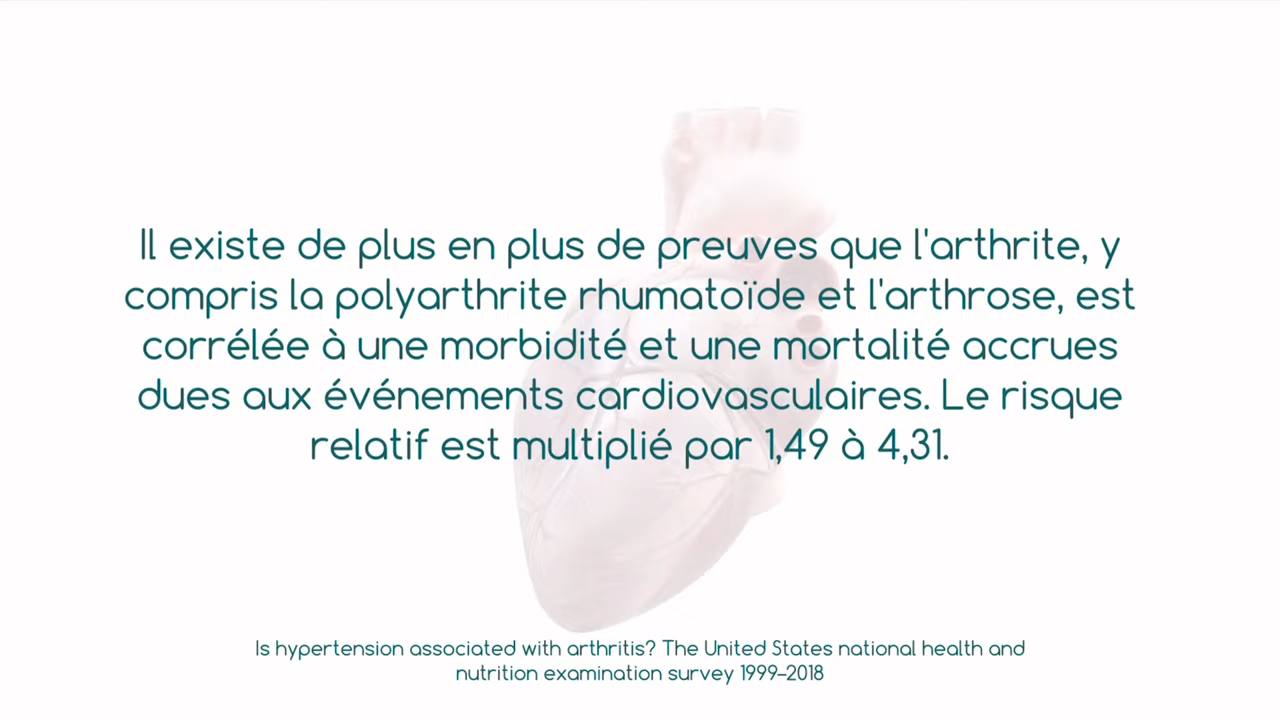 Il existe de plus en plus de preuves que l'arthrite, y
compris la polyarthrite rhumatoïde et l'arthrose, est
corrélée à une morbidité et une mortalité accrues
dues aux événements cardiovasculaires. Le risque
relatif est multiplié par 1,49 à 4,31.
Is hypertension associated with arthritis? The United States national health and
nutrition examination survey 1999–2018